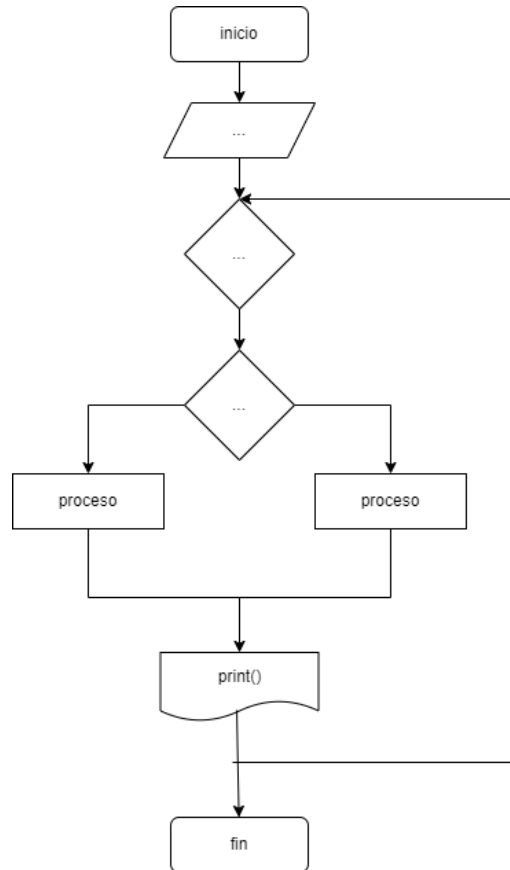 inicio
...
...
...
proceso
proceso
print()
fin